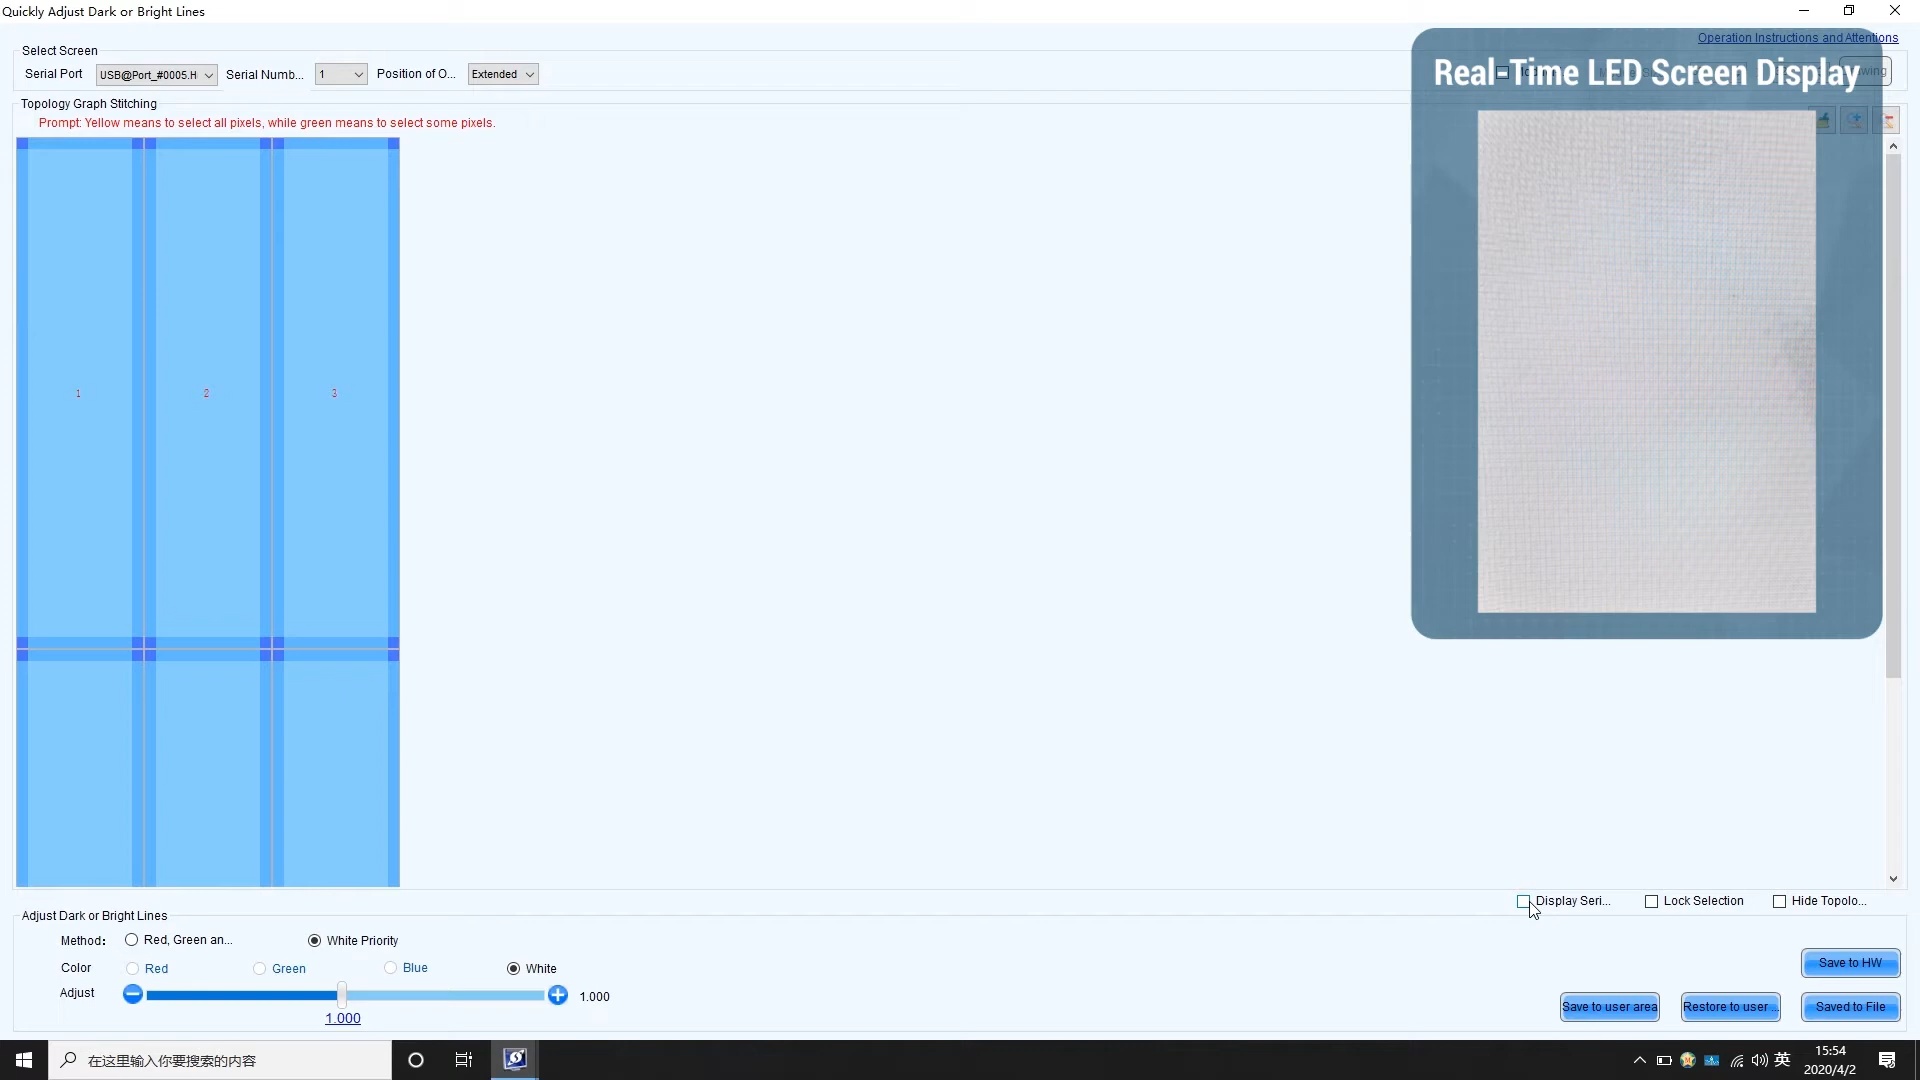 Quickly Adjust Dark or Bright Lines
Operation Instructions and Attentions
Select Screen
Serial Port USB@Port_#0005.H Serial Numb... 1 Position of O... Extended
Real-Time LED Screen Display
Topology Graph Stitching
Prompt: Yellow means to select all pixels, while green means to select some pixels.
1 2 3
Display Seri... Lock Selection Hide Topolo...
Adjust Dark or Bright Lines
Method: Red, Green an... White Priority
Color Red Green Blue White
Save to HW
Adjust 1.000
1.000
Save to user area Restore to user ... Saved to File
在这里输入你要搜索的内容
英
15:54
2020/4/2